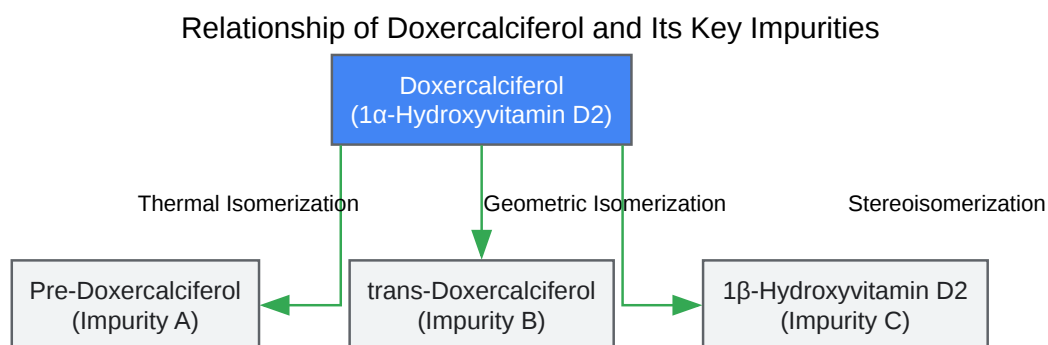 Relationship of Doxercalciferol and Its Key Impurities
Doxercalciferol
(1α-Hydroxyvitamin D2)
Thermal Isomerization
Geometric Isomerization
Stereoisomerization
Pre-Doxercalciferol
(Impurity A)
trans-Doxercalciferol
(Impurity B)
1β-Hydroxyvitamin D2
(Impurity C)